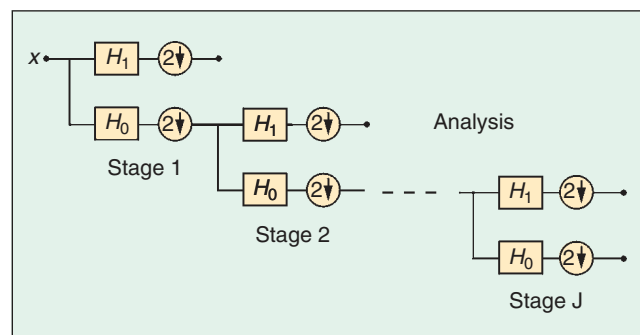 x H₁ 2↓
H₀ 2↓ H₁ 2↓ Analysis
Stage 1 H₀ 2↓ H₁ 2↓
Stage 2 H₀ 2↓
Stage J